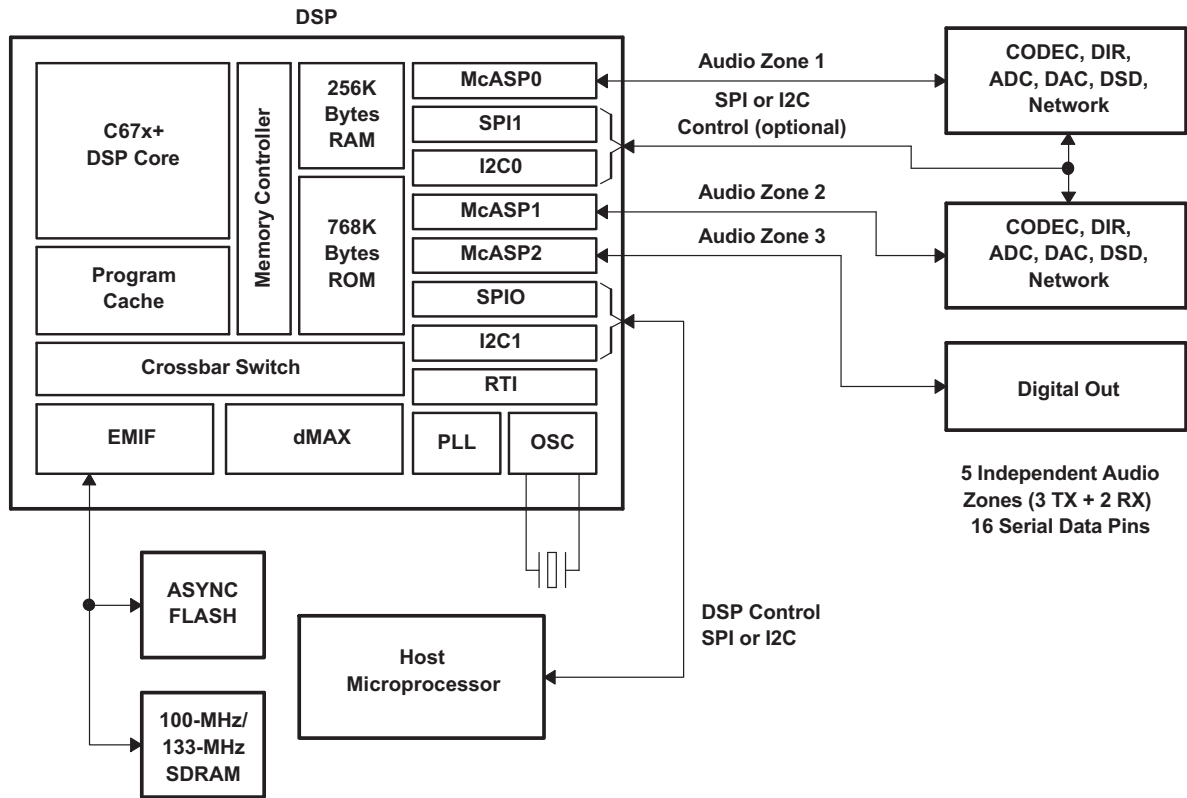 DSP
C67x+
DSP Core
Program
Cache
Memory Controller
256K
Bytes
RAM
768K
Bytes
ROM
McASP0
SPI1
I2C0
McASP1
McASP2
SPIO
I2C1
RTI
Crossbar Switch
EMIF
dMAX
PLL
OSC
Audio Zone 1
SPI or I2C
Control (optional)
Audio Zone 2
Audio Zone 3
CODEC, DIR,
ADC, DAC, DSD,
Network
CODEC, DIR,
ADC, DAC, DSD,
Network
Digital Out
5 Independent Audio
Zones (3 TX + 2 RX)
16 Serial Data Pins
ASYNC
FLASH
100-MHz/
133-MHz
SDRAM
Host
Microprocessor
DSP Control
SPI or I2C